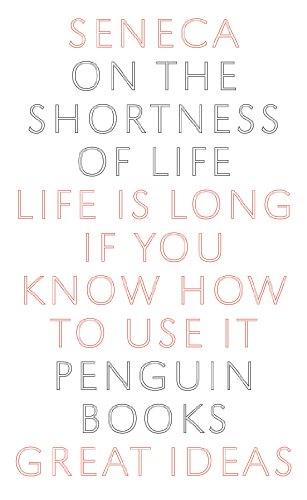 SENECA
ON THE
SHORTNESS
OF LIFE
LIFE IS LONG
IF YOU
KNOW HOW
TO USE IT
PENGUIN
BOOKS
GREAT IDEAS